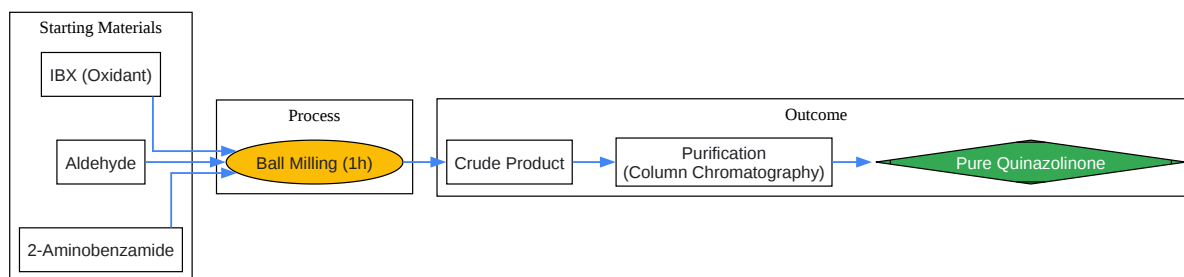 Starting Materials
IBX (Oxidant)
Aldehyde
2-Aminobenzamide
Process
Ball Milling (1h)
Outcome
Crude Product
Purification
(Column Chromatography)
Pure Quinazolinone